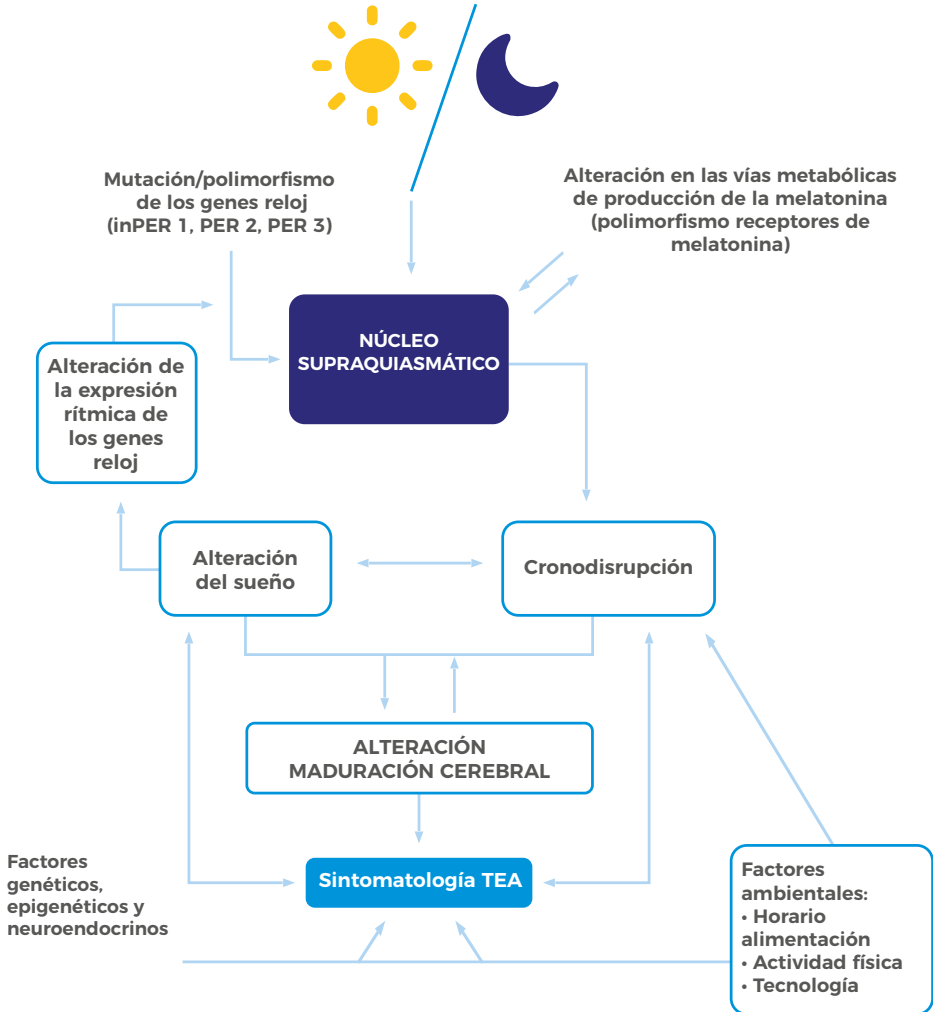 Mutación/polimorfismo
de los genes reloj
(inPER 1, PER 2, PER 3)
Alteración en las vías metabólicas
de producción de la melatonina
(polimorfismo receptores de
melatonina)
NÚCLEO
SUPRAQUIASMÁTICO
Alteración de
la expresión
rítmica de
los genes
reloj
Alteración
del sueño
Cronodisrupción
ALTERACIÓN
MADURACIÓN CEREBRAL
Sintomatología TEA
Factores
genéticos,
epigenéticos y
neuroendocrinos
Factores
ambientales:
• Horario
alimentación
• Actividad física
• Tecnología